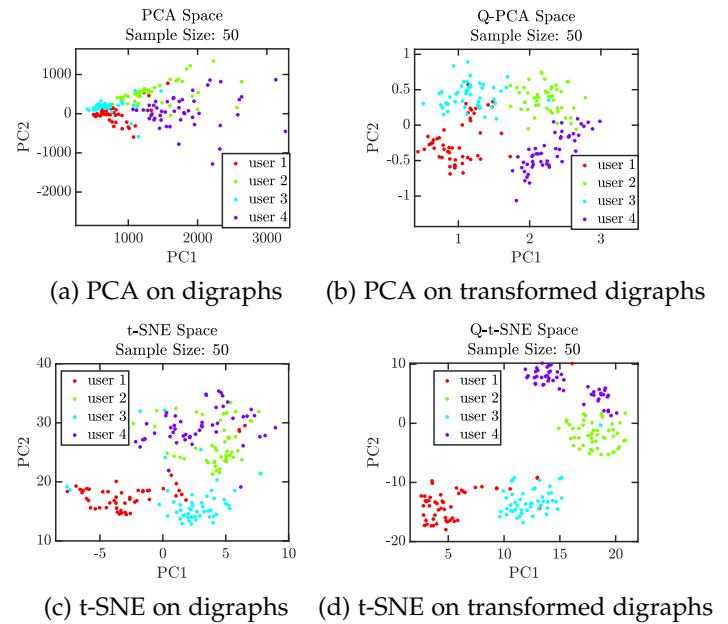 PCA Space
Sample Size: 50
1000
0
-1000
-2000
PC2
user 1
user 2
user 3
user 4
1000 2000 3000
PC1
(a) PCA on digraphs
Q-PCA Space
Sample Size: 50
1
0.5
0
-0.5
-1
PC2
user 1
user 2
user 3
user 4
1 2 3
PC1
(b) PCA on transformed digraphs
t-SNE Space
Sample Size: 50
40
30
20
10
PC2
user 1
user 2
user 3
user 4
-5 0 5 10
PC1
(c) t-SNE on digraphs
Q-t-SNE Space
Sample Size: 50
10
0
-10
-20
PC2
user 1
user 2
user 3
user 4
5 10 15 20
PC1
(d) t-SNE on transformed digraphs